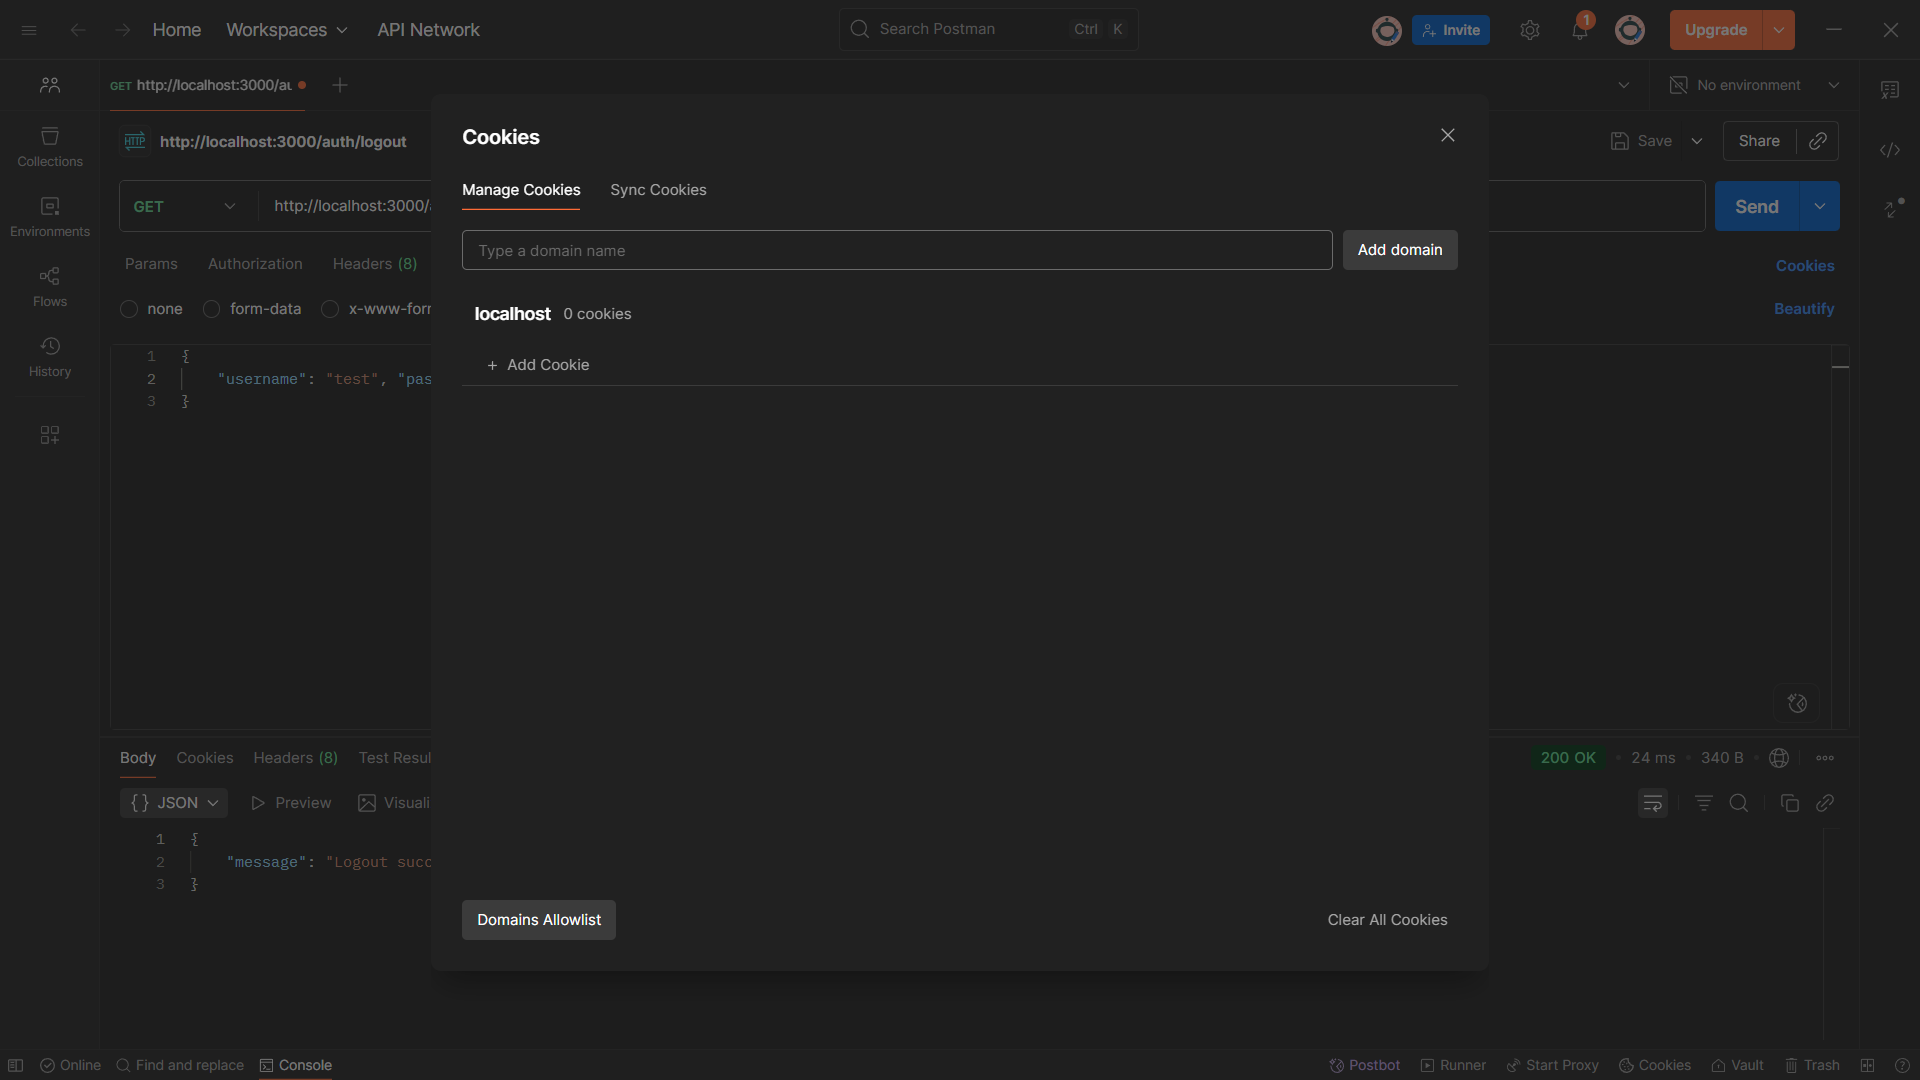 Home Workspaces API Network Search Postman Ctrl K Invite 1 Upgrade
GET http://localhost:3000/au No environment
HTTP http://localhost:3000/auth/logout Save Share
Collections
Environments
Flows
History
GET http://localhost:3000/ Send
Params Authorization Headers (8) Cookies
none form-data x-www-forr Beautify
1 {
2 "username": "test", "pas
3 }
Cookies
Manage Cookies Sync Cookies
Type a domain name Add domain
localhost 0 cookies
+ Add Cookie
Domains Allowlist Clear All Cookies
Body Cookies Headers (8) Test Resul 200 OK • 24 ms • 340 B
{} JSON Preview Visuali
1 {
2 "message": "Logout succ
3 }
Online Find and replace Console Postbot Runner Start Proxy Cookies Vault Trash